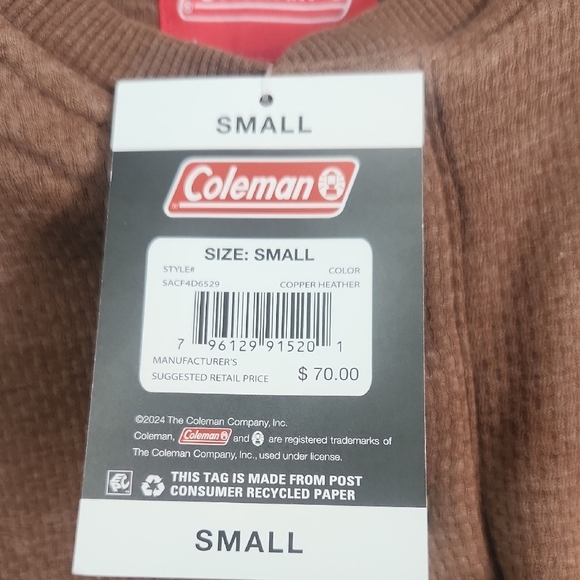 SMALL
Coleman
SIZE: SMALL
STYLE# COLOR
SACF4D6529 COPPER HEATHER
7 96129 91520 1
MANUFACTURER'S
SUGGESTED RETAIL PRICE $ 70.00
©2024 The Coleman Company, Inc.
Coleman, Coleman and are registered trademarks of
The Coleman Company, Inc., used under license.
THIS TAG IS MADE FROM POST
CONSUMER RECYCLED PAPER
SMALL